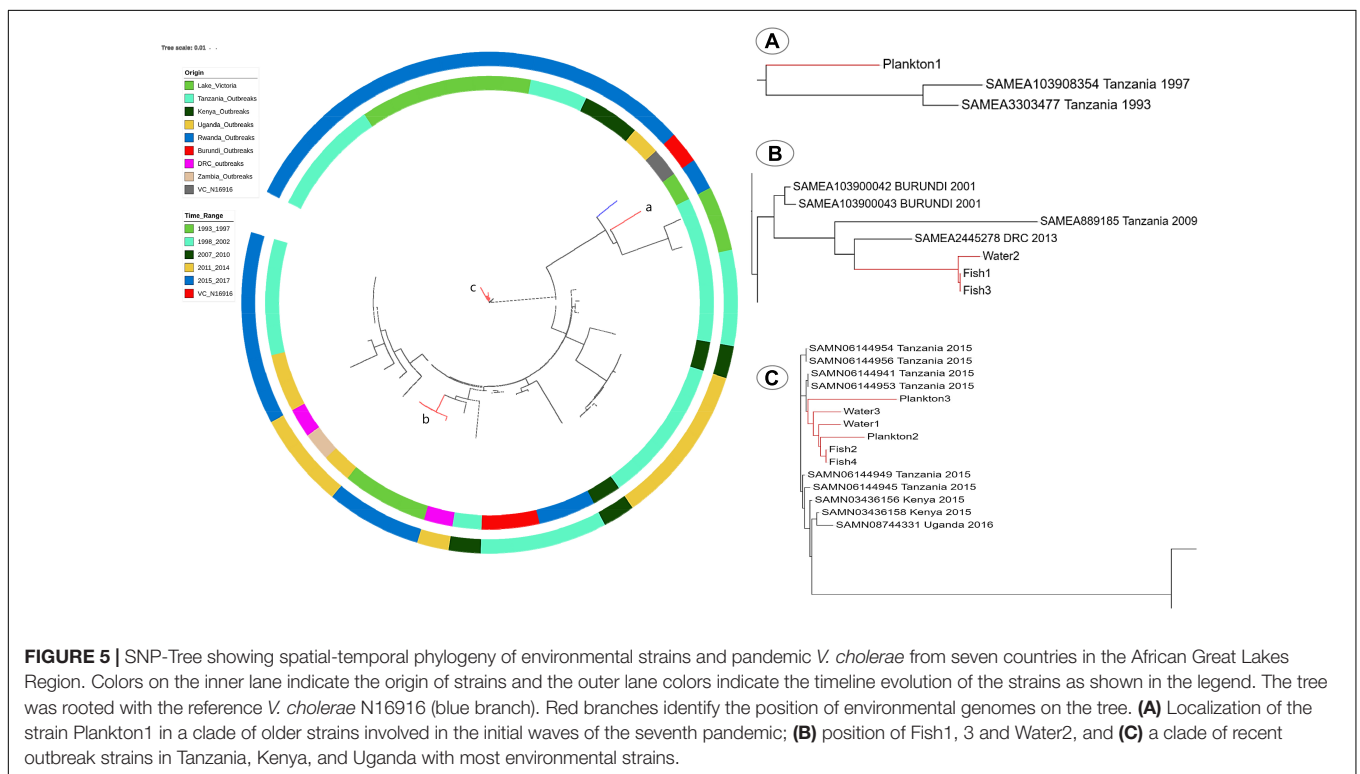 Tree scale: 0.01
Origin
Lake_Victoria
Tanzania_Outbreaks
Kenya_Outbreaks
Uganda_Outbreaks
Rwanda_Outbreaks
Burundi_Outbreaks
DRC_outbreaks
Zambia_Outbreaks
VC_N16916
Time_Range
1993_1997
1998_2002
2007_2010
2011_2014
2015_2017
VC_N16916
a
c
b
A
Plankton1
SAMEA103908354 Tanzania 1997
SAMEA3303477 Tanzania 1993
B
SAMEA103900042 BURUNDI 2001
SAMEA103900043 BURUNDI 2001
SAMEA889185 Tanzania 2009
SAMEA2445278 DRC 2013
Water2
Fish1
Fish3
C
SAMN06144954 Tanzania 2015
SAMN06144956 Tanzania 2015
SAMN06144941 Tanzania 2015
SAMN06144953 Tanzania 2015
Plankton3
Water3
Water1
Plankton2
Fish2
Fish4
SAMN06144949 Tanzania 2015
SAMN06144945 Tanzania 2015
SAMN03436156 Kenya 2015
SAMN03436158 Kenya 2015
SAMN08744331 Uganda 2016
FIGURE 5 | SNP-Tree showing spatial-temporal phylogeny of environmental strains and pandemic V. cholerae from seven countries in the African Great Lakes
Region. Colors on the inner lane indicate the origin of strains and the outer lane colors indicate the timeline evolution of the strains as shown in the legend. The tree
was rooted with the reference V. cholerae N16916 (blue branch). Red branches identify the position of environmental genomes on the tree. (A) Localization of the
strain Plankton1 in a clade of older strains involved in the initial waves of the seventh pandemic; (B) position of Fish1, 3 and Water2, and (C) a clade of recent
outbreak strains in Tanzania, Kenya, and Uganda with most environmental strains.